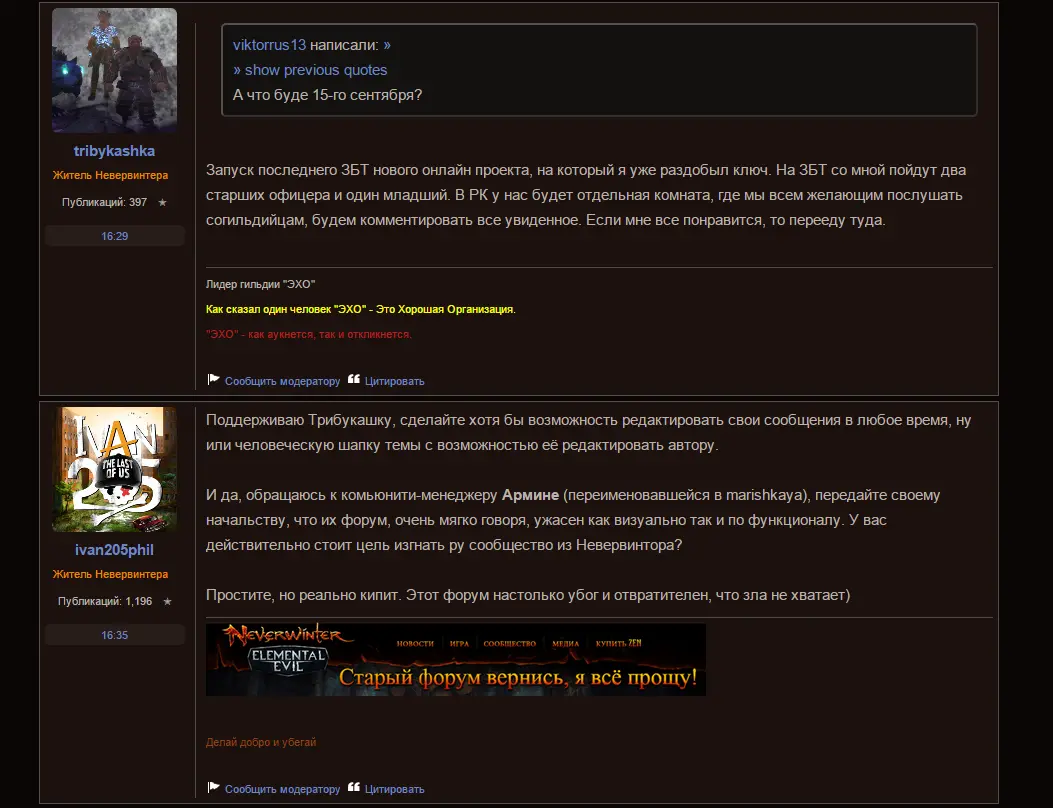 viktorrus13 написали: »
» show previous quotes
А что буде 15-го сентября?
tribykashka
Житель Невервинтера
Публикаций: 397 ★
16:29
Запуск последнего ЗБТ нового онлайн проекта, на который я уже раздобыл ключ. На ЗБТ со мной пойдут два
старших офицера и один младший. В РК у нас будет отдельная комната, где мы всем желающим послушать
согильдийцам, будем комментировать все увиденное. Если мне все понравится, то перееду туда.
Лидер гильдии "ЭХО"
Как сказал один человек "ЭХО" - Это Хорошая Организация.
"ЭХО" - как аукнется, так и откликнется.
Сообщить модератору Цитировать
IVAN
THE LAST
OF US
205
ivan205phil
Житель Невервинтера
Публикаций: 1,196 ★
16:35
Поддерживаю Трибукашку, сделайте хотя бы возможность редактировать свои сообщения в любое время, ну
или человеческую шапку темы с возможностью её редактировать автору.
И да, обращаюсь к комьюнити-менеджеру Армине (переименовавшейся в marishkaya), передайте своему
начальству, что их форум, очень мягко говоря, ужасен как визуально так и по функционалу. У вас
действительно стоит цель изгнать ру сообщество из Невервинтора?
Простите, но реально кипит. Этот форум настолько убог и отвратителен, что зла не хватает)
NEVERWINTER
ELEMENTAL
EVIL
НОВОСТИ ИГРА СООБЩЕСТВО МЕДИА КУПИТЬ ZEN
Старый форум вернись, я всё прощу!
Делай добро и убегай
Сообщить модератору Цитировать